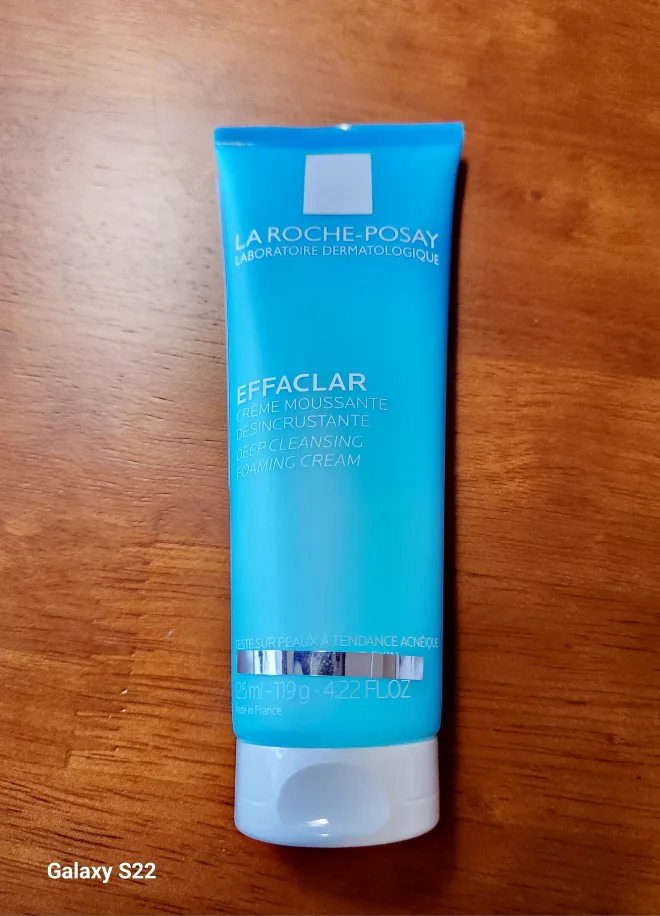 LA ROCHE-POSAY
LABORATOIRE DERMATOLOGIQUE
EFFACLAR
CRÈME MOUSSANTE
DÉSINCRUSTANTE
DEEP CLEANSING
FOAMING CREAM
TESTÉ SUR PEAUX À TENDANCE ACNÉIQUE
125 ml - 119 g - 4.22 FL.OZ
Made in France
Galaxy S22